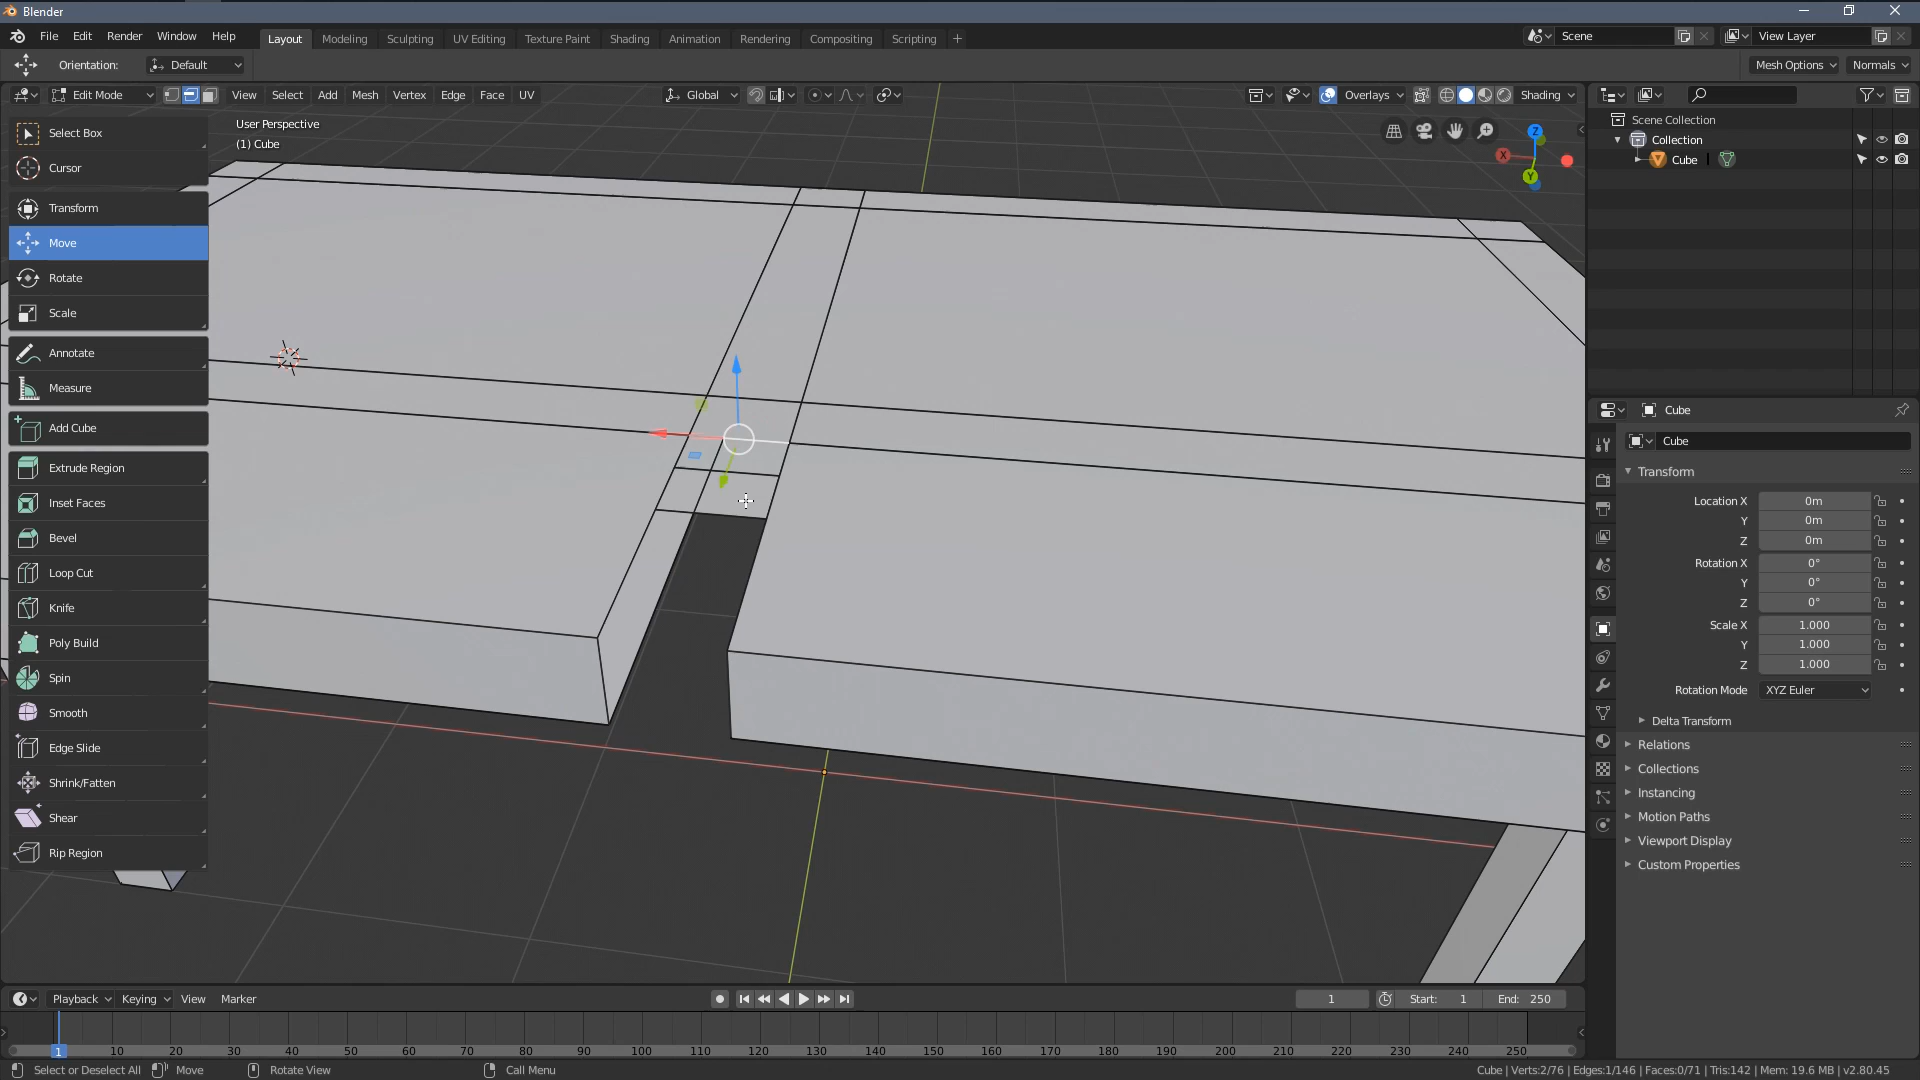 Blender
File Edit Render Window Help Layout Modeling Sculpting UV Editing Texture Paint Shading Animation Rendering Compositing Scripting + Scene View Layer
Orientation: Default Mesh Options Normals
Edit Mode View Select Add Mesh Vertex Edge Face UV Global Overlays Shading
User Perspective
(1) Cube
Select Box
Cursor
Transform
Move
Rotate
Scale
Annotate
Measure
Add Cube
Extrude Region
Inset Faces
Bevel
Loop Cut
Knife
Poly Build
Spin
Smooth
Edge Slide
Shrink/Fatten
Shear
Rip Region
Z
X
Y
Scene Collection
Collection
Cube
Cube
Cube
Transform
Location X 0m
Y 0m
Z 0m
Rotation X 0°
Y 0°
Z 0°
Scale X 1.000
Y 1.000
Z 1.000
Rotation Mode XYZ Euler
Delta Transform
Relations
Collections
Instancing
Motion Paths
Viewport Display
Custom Properties
Playback Keying View Marker 1 Start: 1 End: 250
1 10 20 30 40 50 60 70 80 90 100 110 120 130 140 150 160 170 180 190 200 210 220 230 240 250
Select or Deselect All Move Rotate View Call Menu Cube | Verts:2/76 | Edges:1/146 | Faces:0/71 | Tris:142 | Mem: 19.6 MB | v2.80.45